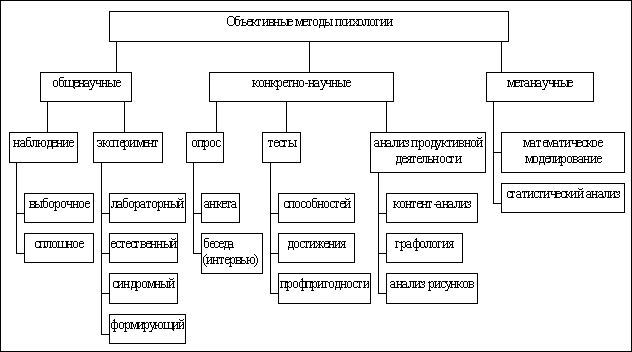 Объективные методы психологии
общенаучные
конкретно-научные
метанаучные
наблюдение
эксперимент
опрос
тесты
анализ продуктивной
деятельности
математическое
моделирование
выборочное
лабораторный
анкета
способностей
контент-анализ
статистический анализ
сплошное
естественный
беседа
(интервью)
достижения
графология
синдромный
профпригодности
анализ рисунков
формирующий